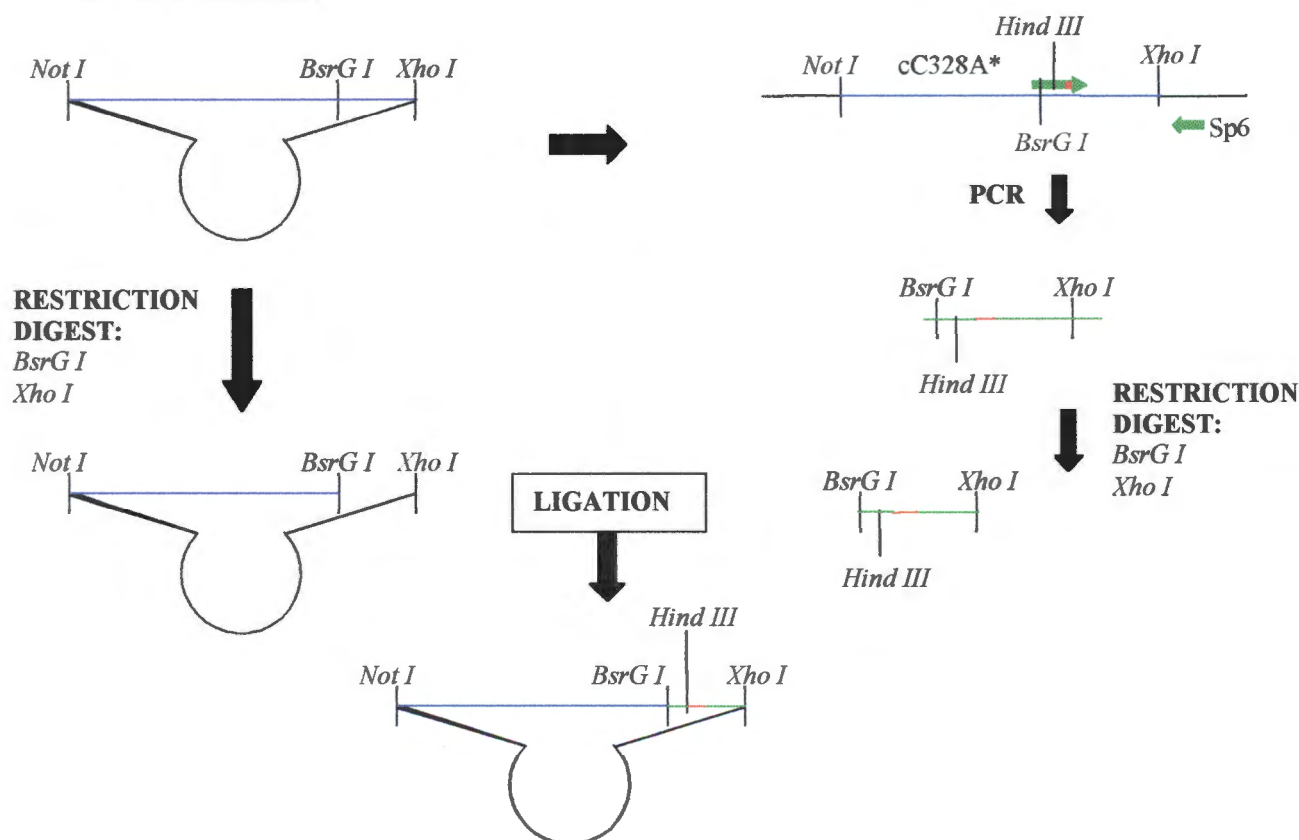 Not I
BsrG I
Xho I
Hind III
Not I
cC328A*
Xho I
Sp6
BsrG I
PCR
RESTRICTION
DIGEST:
BsrG I
Xho I
BsrG I
Xho I
Hind III
RESTRICTION
DIGEST:
BsrG I
Xho I
BsrG I
Xho I
Hind III
Not I
BsrG I
Xho I
LIGATION
Hind III
Not I
BsrG I
Xho I